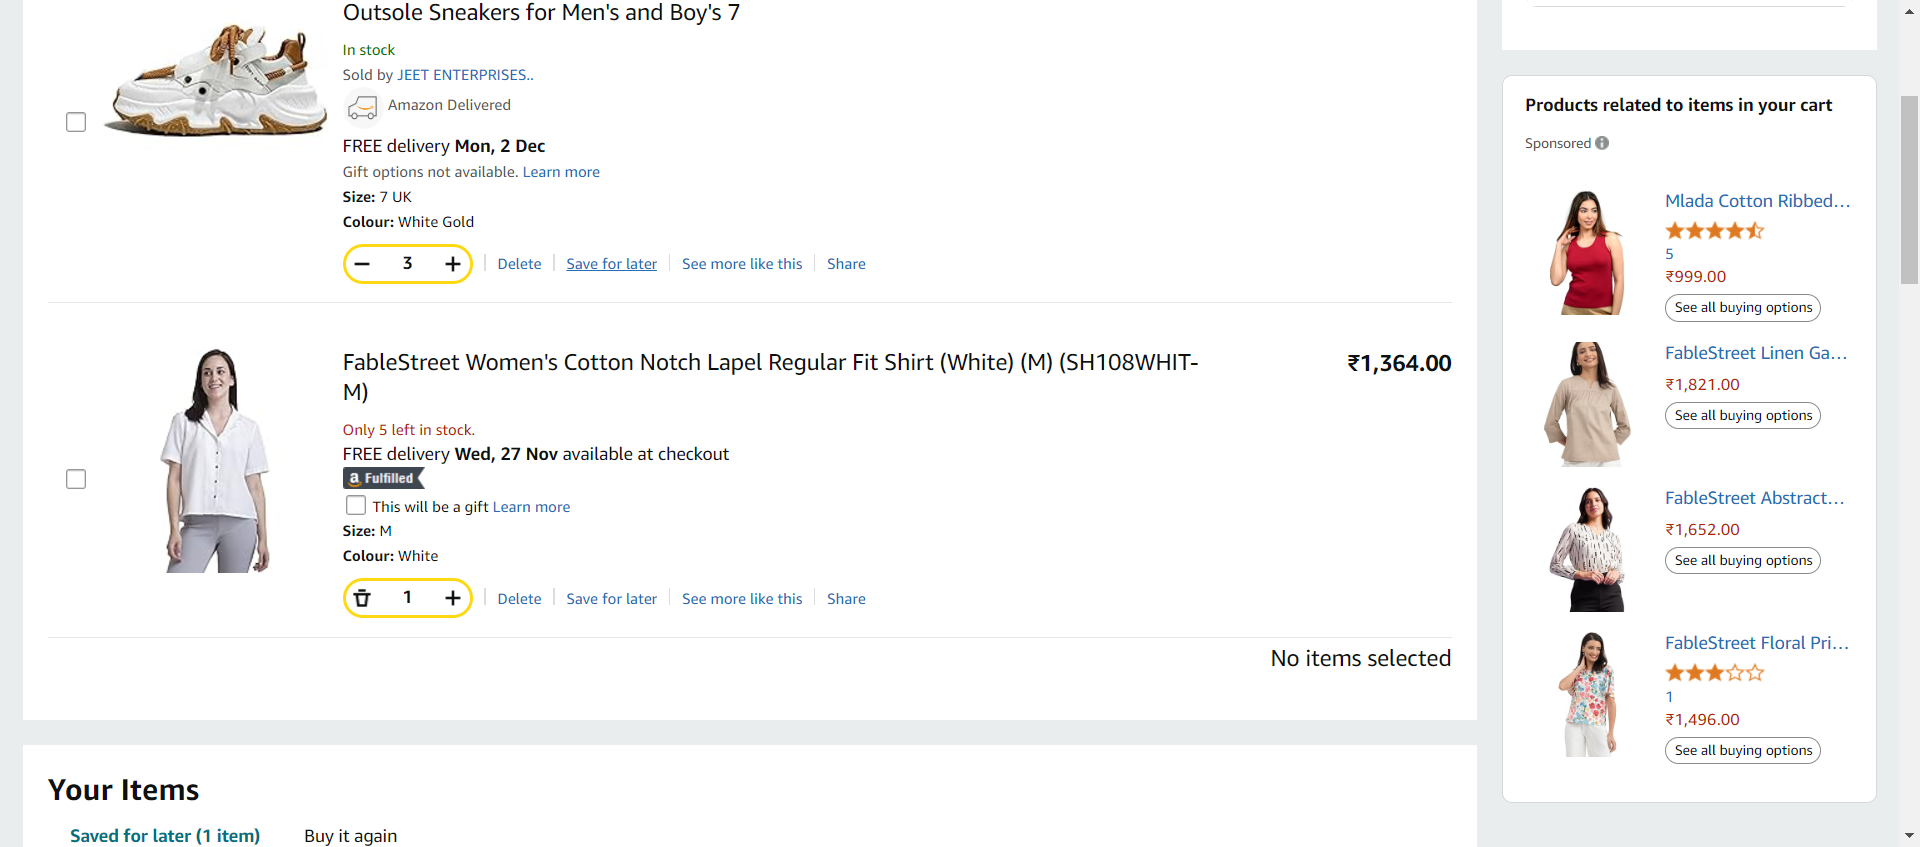 Outsole Sneakers for Men's and Boy's 7
In stock
Sold by JEET ENTERPRISES..
Amazon Delivered
FREE delivery Mon, 2 Dec
Gift options not available. Learn more
Size: 7 UK
Colour: White Gold
3 Delete Save for later See more like this Share
FableStreet Women's Cotton Notch Lapel Regular Fit Shirt (White) (M) (SH108WHIT-
M)
₹1,364.00
Only 5 left in stock.
FREE delivery Wed, 27 Nov available at checkout
a Fulfilled
This will be a gift Learn more
Size: M
Colour: White
1 Delete Save for later See more like this Share
No items selected
Your Items
Saved for later (1 item) Buy it again
Products related to items in your cart
Sponsored
Mlada Cotton Ribbed...
5
₹999.00
See all buying options
FableStreet Linen Ga...
₹1,821.00
See all buying options
FableStreet Abstract...
₹1,652.00
See all buying options
FableStreet Floral Pri...
1
₹1,496.00
See all buying options